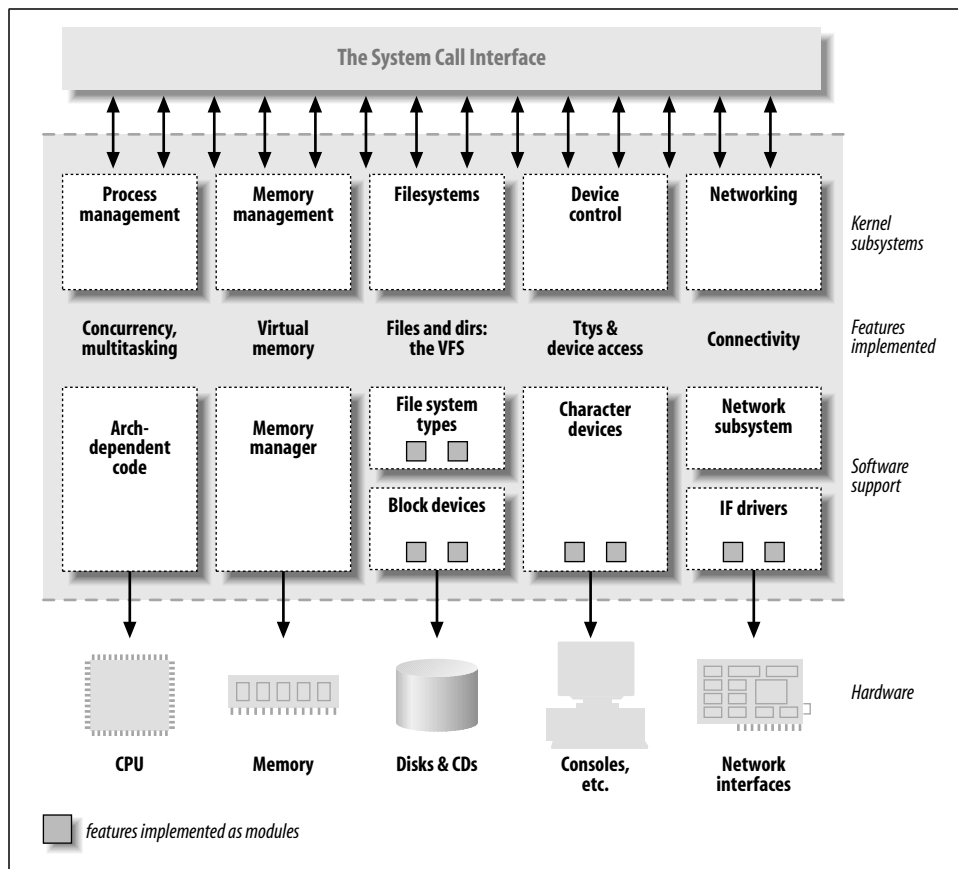 The System Call Interface
Process
management
Memory
management
Filesystems
Device
control
Networking
Kernel
subsystems
Concurrency,
multitasking
Virtual
memory
Files and dirs:
the VFS
Ttys &
device access
Connectivity
Features
implemented
Arch-
dependent
code
Memory
manager
File system
types
Block devices
Character
devices
Network
subsystem
IF drivers
Software
support
CPU
Memory
Disks & CDs
Consoles,
etc.
Network
interfaces
Hardware
features implemented as modules